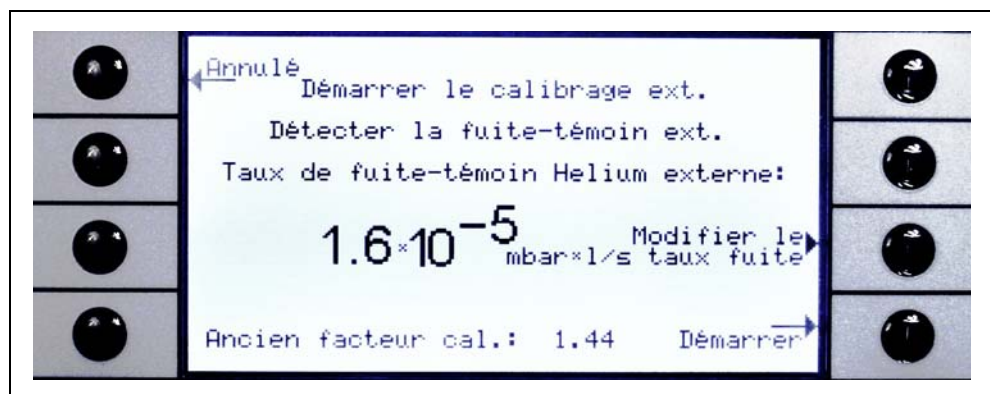 Annulé
Démarrer le calibrage ext.
Détecter la fuite-témoin ext.
Taux de fuite-témoin Helium externe:
1.6×10⁻⁵ mbar×l/s
Modifier le
taux fuite
Ancien facteur cal.: 1.44
Démarrer